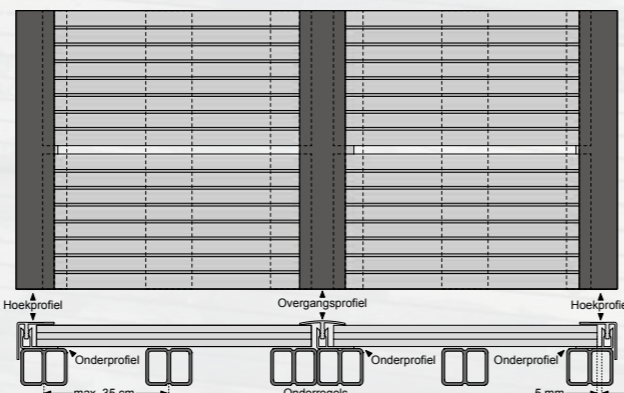 Hoekprofiel Overgangsprofiel Hoekprofiel
Onderprofiel Onderprofiel Onderprofiel
max. 35 cm Onderregels 5 mm